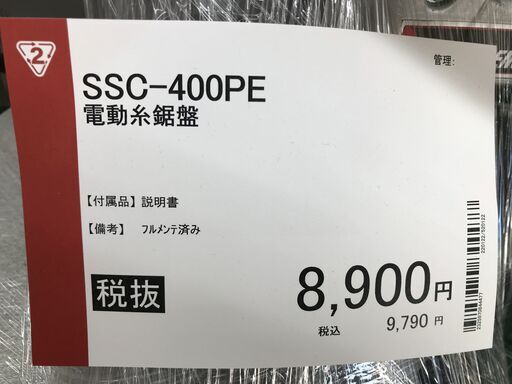 2
管理:
SSC-400PE
電動糸鋸盤
【付属品】説明書
【備考】 フルメンテ済み
税抜
8,900円
税込 9,790 円